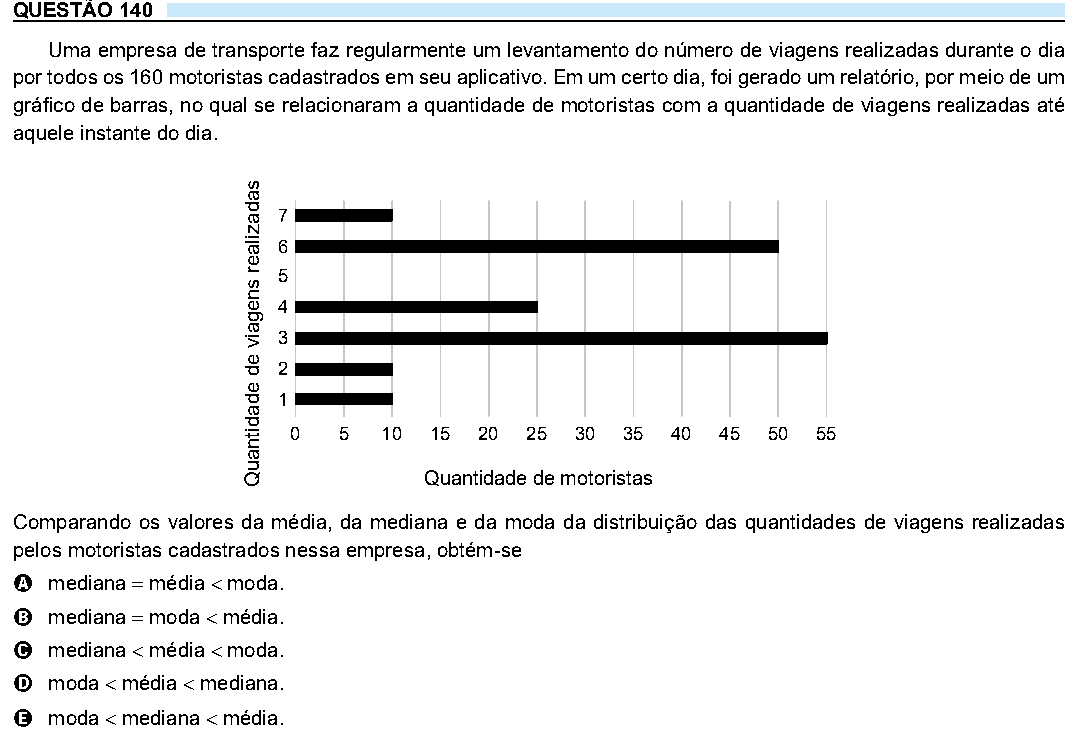 QUESTÃO 140
Uma empresa de transporte faz regularmente um levantamento do número de viagens realizadas durante o dia
por todos os 160 motoristas cadastrados em seu aplicativo. Em um certo dia, foi gerado um relatório, por meio de um
gráfico de barras, no qual se relacionaram a quantidade de motoristas com a quantidade de viagens realizadas até
aquele instante do dia.
Quantidade de viagens realizadas
7
6
5
4
3
2
1
0 5 10 15 20 25 30 35 40 45 50 55
Quantidade de motoristas
Comparando os valores da média, da mediana e da moda da distribuição das quantidades de viagens realizadas
pelos motoristas cadastrados nessa empresa, obtém-se
A mediana = média < moda.
B mediana = moda < média.
C mediana < média < moda.
D moda < média < mediana.
E moda < mediana < média.